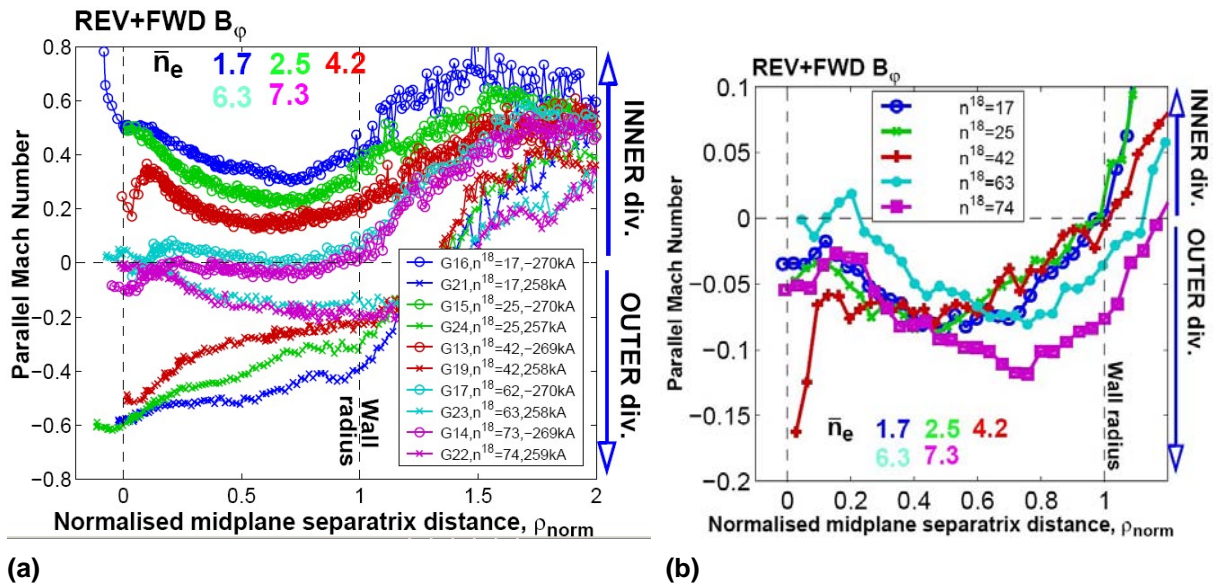 REV+FWD Bφ
n̄e 1.7 2.5 4.2
6.3 7.3
Parallel Mach Number
0.8
0.6
0.4
0.2
0
−0.2
−0.4
−0.6
−0.8
0 0.5 1 1.5 2
Normalised midplane separatrix distance, ρnorm
Wall radius
INNER div.
OUTER div.
G16,n18=17,−270kA
G21,n18=17,258kA
G15,n18=25,−270kA
G24,n18=25,257kA
G13,n18=42,−269kA
G19,n18=42,258kA
G17,n18=62,−270kA
G23,n18=63,258kA
G14,n18=73,−269kA
G22,n18=74,259kA
(a)
REV+FWD Bφ
n18=17
n18=25
n18=42
n18=63
n18=74
Parallel Mach Number
0.1
0.05
0
−0.05
−0.1
−0.15
−0.2
n̄e 1.7 2.5 4.2
6.3 7.3
Wall radius
INNER div.
OUTER div.
0 0.2 0.4 0.6 0.8 1
Normalised midplane separatrix distance, ρnorm
(b)